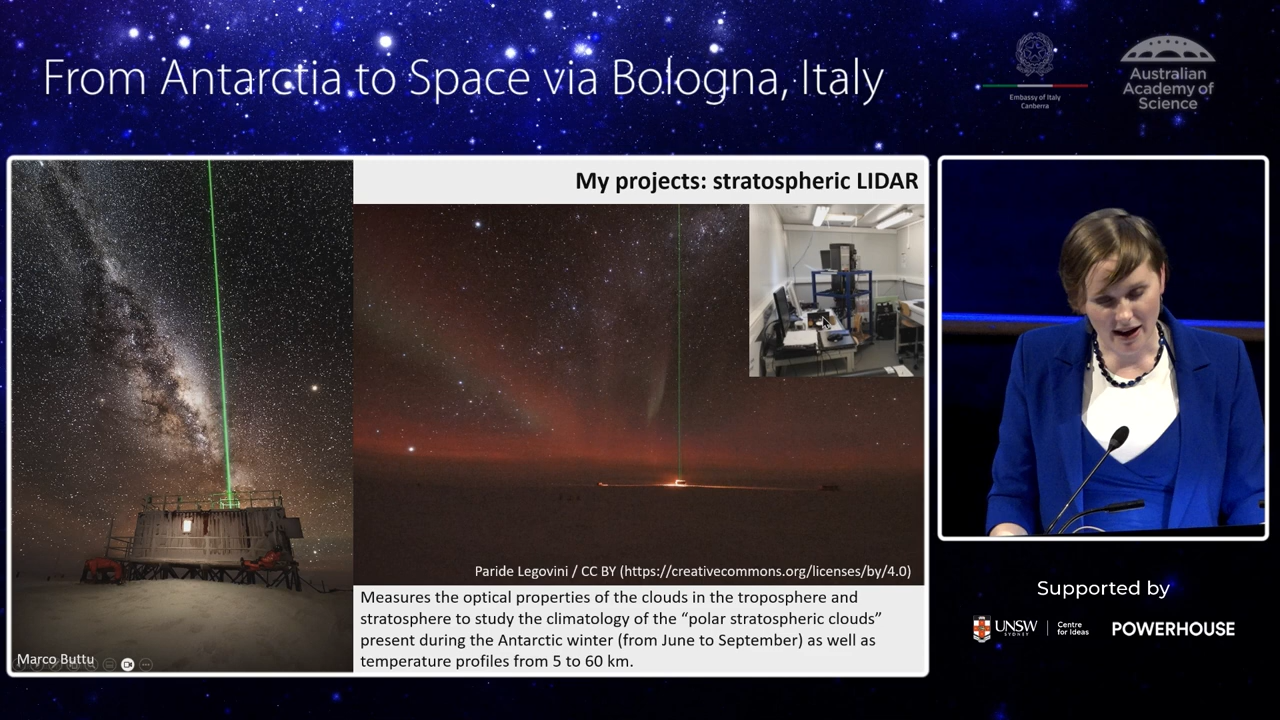 From Antarctia to Space via Bologna, Italy
Embassy of Italy
Canberra
Australian
Academy of
Science
My projects: stratospheric LIDAR
Paride Legovini / CC BY (https://creativecommons.org/licenses/by/4.0)
Marco Buttu
Measures the optical properties of the clouds in the troposphere and
stratosphere to study the climatology of the “polar stratospheric clouds”
present during the Antarctic winter (from June to September) as well as
temperature profiles from 5 to 60 km.
Supported by
UNSW
SYDNEY
Centre
for Ideas
POWERHOUSE